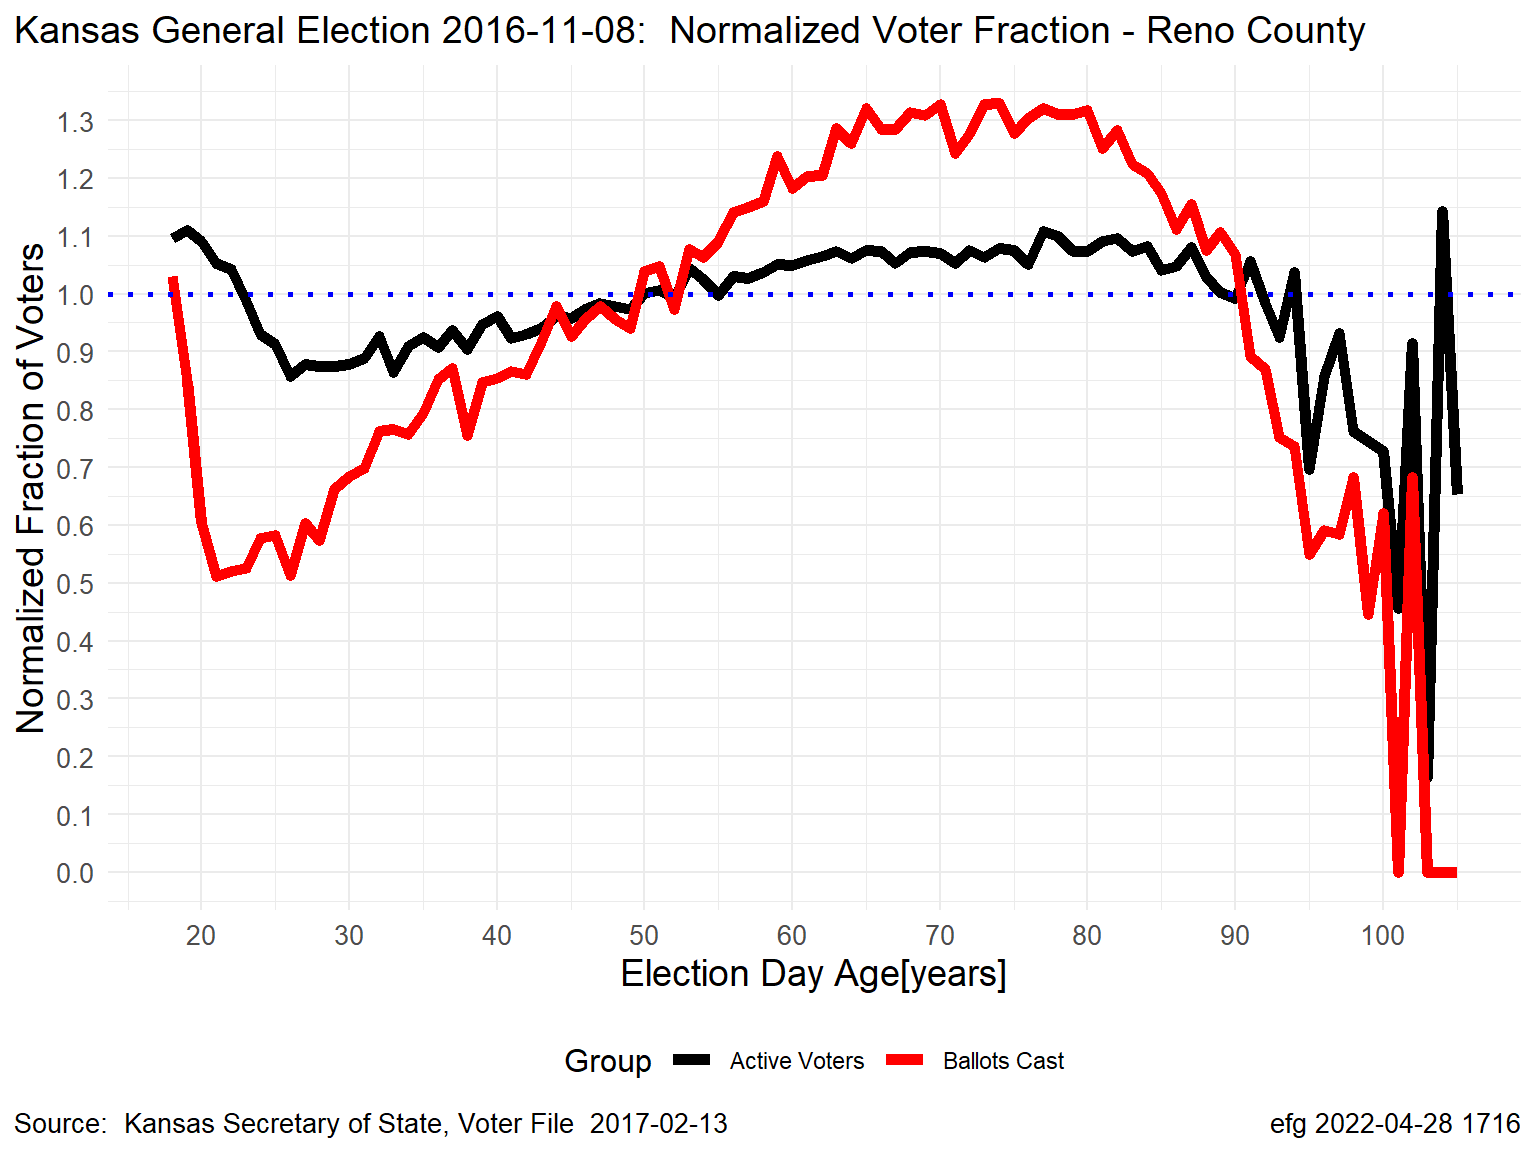 Kansas General Election 2016-11-08:  Normalized Voter Fraction - Reno County
Normalized Fraction of Voters
1.3
1.2
1.1
1.0
0.9
0.8
0.7
0.6
0.5
0.4
0.3
0.2
0.1
0.0
20 30 40 50 60 70 80 90 100
Election Day Age[years]
Group Active Voters Ballots Cast
Source:  Kansas Secretary of State, Voter File  2017-02-13
efg 2022-04-28 1716